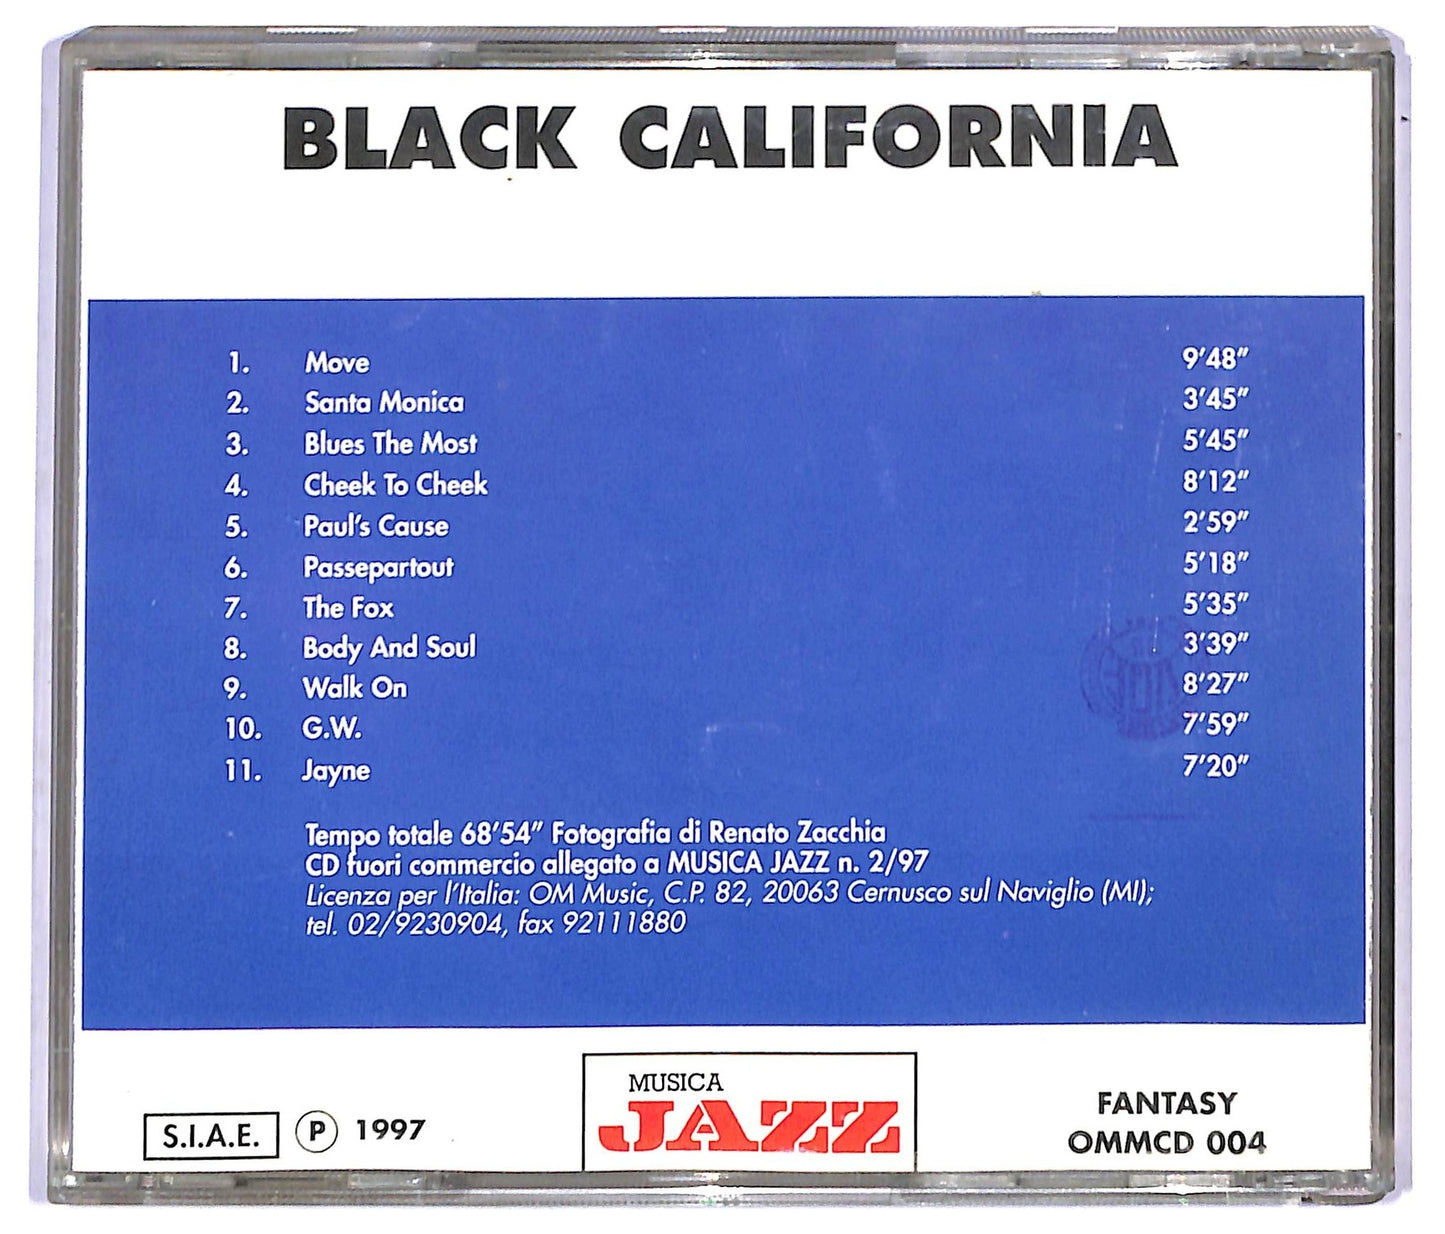 BLACK CALIFORNIA
1. Move 9'48"
2. Santa Monica 3'45"
3. Blues The Most 5'45"
4. Cheek To Cheek 8'12"
5. Paul's Cause 2'59"
6. Passepartout 5'18"
7. The Fox 5'35"
8. Body And Soul 3'39"
9. Walk On 8'27"
10. G.W. 7'59"
11. Jayne 7'20"
Tempo totale 68'54" Fotografia di Renato Zacchia
CD fuori commercio allegato a MUSICA JAZZ n. 2/97
Licenza per l'Italia: OM Music, C.P. 82, 20063 Cernusco sul Naviglio (MI);
tel. 02/9230904, fax 92111880
S.I.A.E. P 1997
MUSICA
JAZZ
FANTASY
OMMCD 004